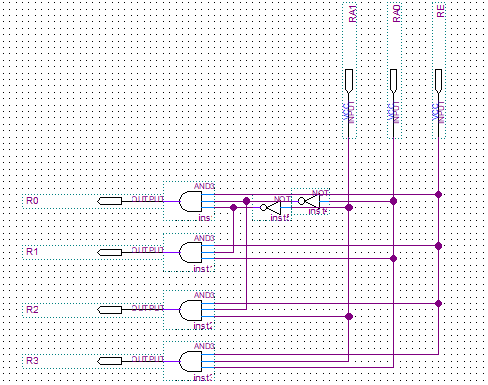 RA1
RA0
RE
VCC
INPUT
VCC
INPUT
VCC
INPUT
AND3
NOT
R0
OUTPUT
NOT
inst
ins
inst
AND3
R1
OUTPUT
inst
AND3
R2
OUTPUT
inst
AND3
R3
OUTPUT
inst